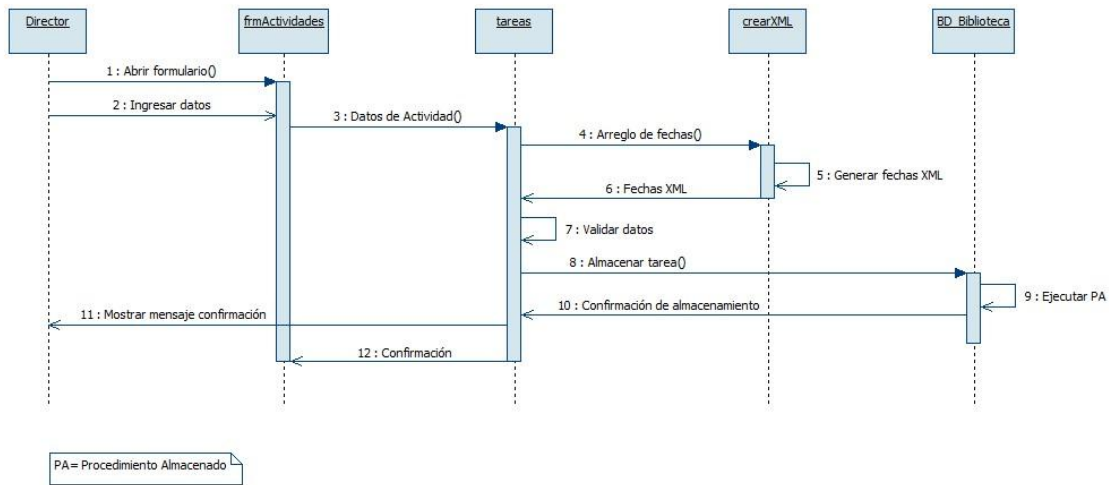 Director
frmActividades
tareas
crearXML
BD_Biblioteca
1 : Abrir formulario()
2 : Ingresar datos
3 : Datos de Actividad()
4 : Arreglo de fechas()
5 : Generar fechas XML
6 : Fechas XML
7 : Validar datos
8 : Almacenar tarea()
9 : Ejecutar PA
10 : Confirmación de almacenamiento
11 : Mostrar mensaje confirmación
12 : Confirmación
PA= Procedimiento Almacenado